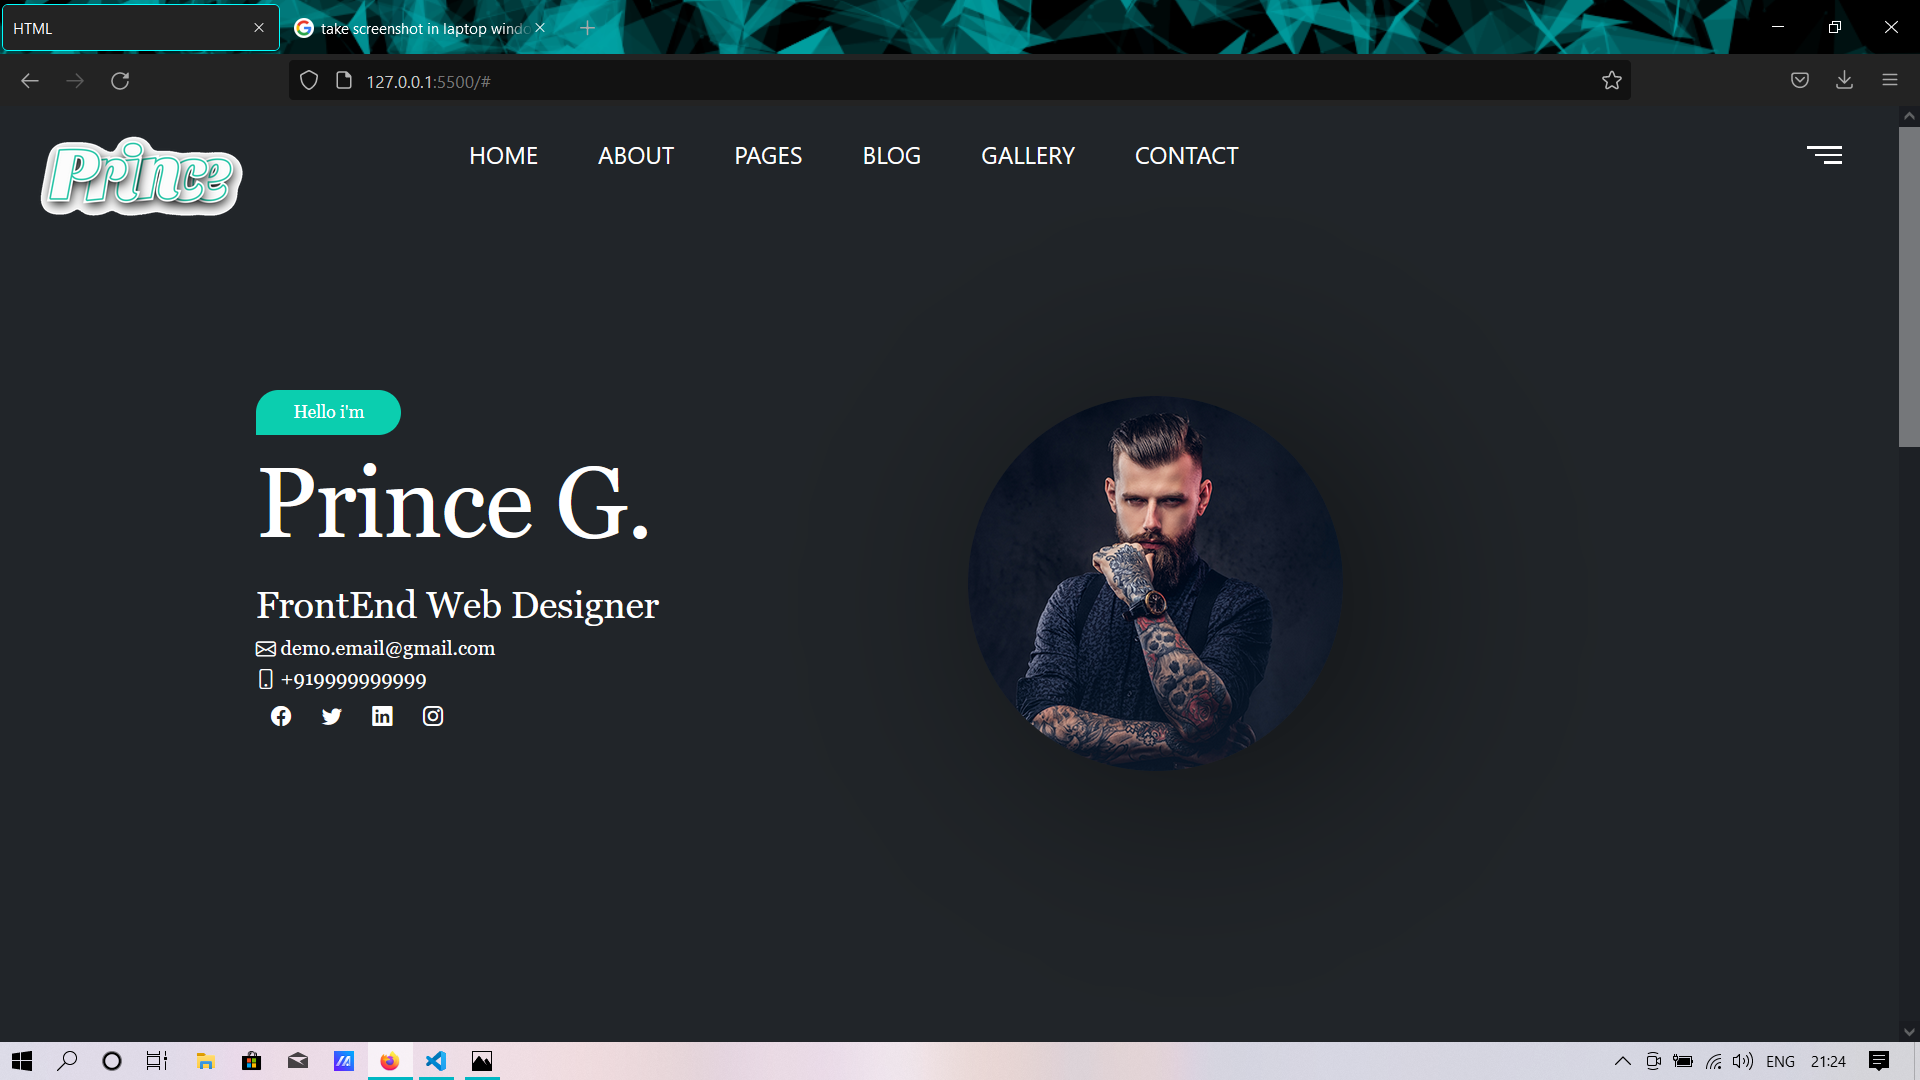 HTML
take screenshot in laptop windo
127.0.0.1:5500/#
Prince
HOME ABOUT PAGES BLOG GALLERY CONTACT
Hello i'm
Prince G.
FrontEnd Web Designer
demo.email@gmail.com
+919999999999
ENG 21:24